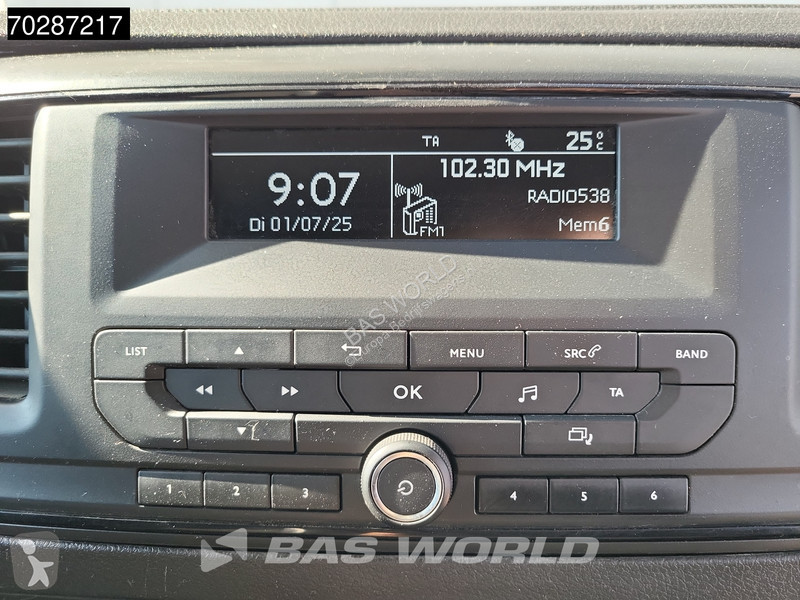 70287217
TA 25°C
9:07
Di 01/07/25
102.30 MHz
RADIO538
FM1
Mem6
BAS WORLD
LIST MENU SRC BAND
OK TA
1 2 3 4 5 6
BAS WORLD